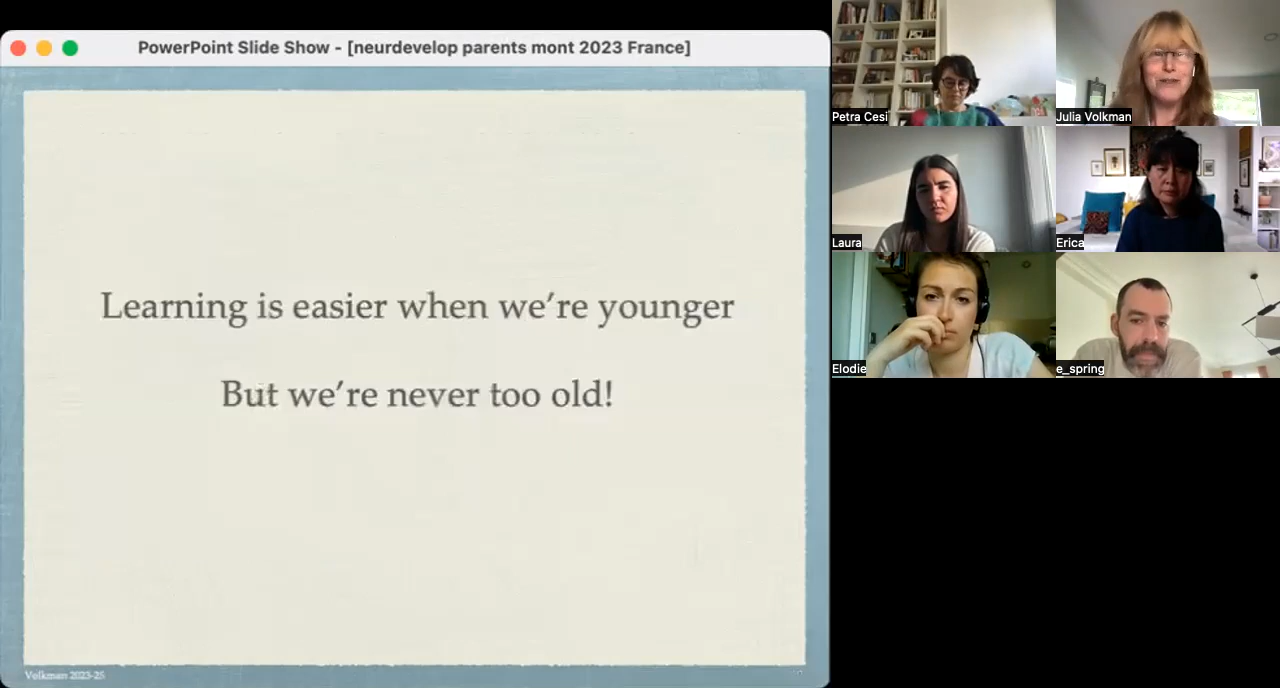 PowerPoint Slide Show - [neurdevelop parents mont 2023 France]
Learning is easier when we're younger
But we're never too old!
Volkman 2023-25
Petra Cesi
Julia Volkman
Laura
Erica
Elodie
e_spring